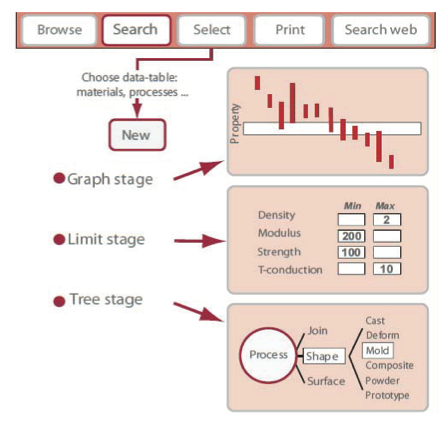 Browse
Search
Select
Print
Search web
Choose data-table:
materials, processes ...
New
Graph stage
Property
Limit stage
Min Max
Density 2
Modulus 200
Strength 100
T-conduction 10
Tree stage
Process
Join
Shape
Surface
Cast
Deform
Mold
Composite
Powder
Prototype